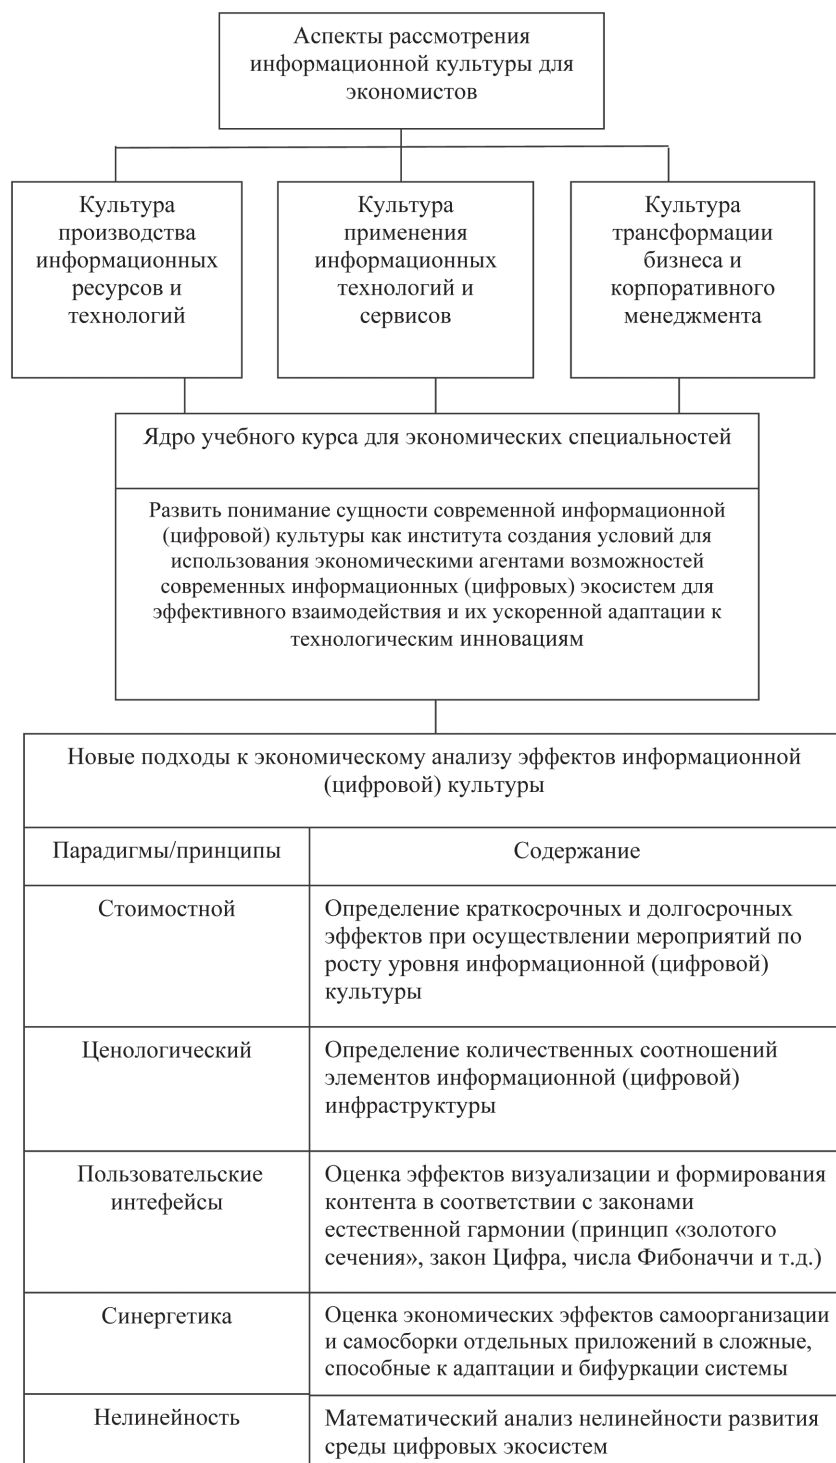 Аспекты рассмотрения
информационной культуры для
экономистов
Культура
производства
информационных
ресурсов и
технологий
Культура
применения
информационных
технологий и
сервисов
Культура
трансформации
бизнеса и
корпоративного
менеджмента
Ядро учебного курса для экономических специальностей
Развить понимание сущности современной информационной
(цифровой) культуры как института создания условий для
использования экономическими агентами возможностей
современных информационных (цифровых) экосистем для
эффективного взаимодействия и их ускоренной адаптации к
технологическим инновациям
Новые подходы к экономическому анализу эффектов информационной
(цифровой) культуры
Парадигмы/принципы
Содержание
Стоимостной
Определение краткосрочных и долгосрочных
эффектов при осуществлении мероприятий по
росту уровня информационной (цифровой)
культуры
Ценологический
Определение количественных соотношений
элементов информационной (цифровой)
инфраструктуры
Пользовательские
интефейсы
Оценка эффектов визуализации и формирования
контента в соответствии с законами
естественной гармонии (принцип «золотого
сечения», закон Цифра, числа Фибоначчи и т.д.)
Синергетика
Оценка экономических эффектов самоорганизации
и самосборки отдельных приложений в сложные,
способные к адаптации и бифуркации системы
Нелинейность
Математический анализ нелинейности развития
среды цифровых экосистем